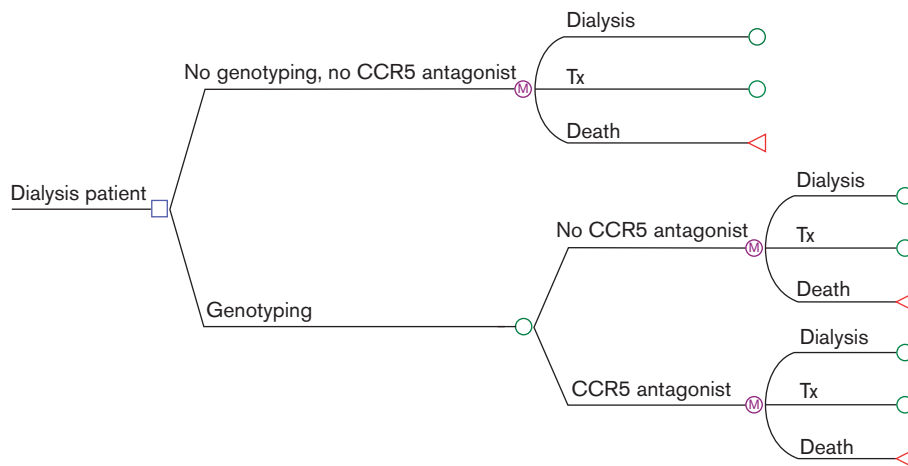 Dialysis
No genotyping, no CCR5 antagonist
M
Tx
Death
Dialysis patient
Dialysis
No CCR5 antagonist
M
Tx
Death
Genotyping
Dialysis
CCR5 antagonist
M
Tx
Death